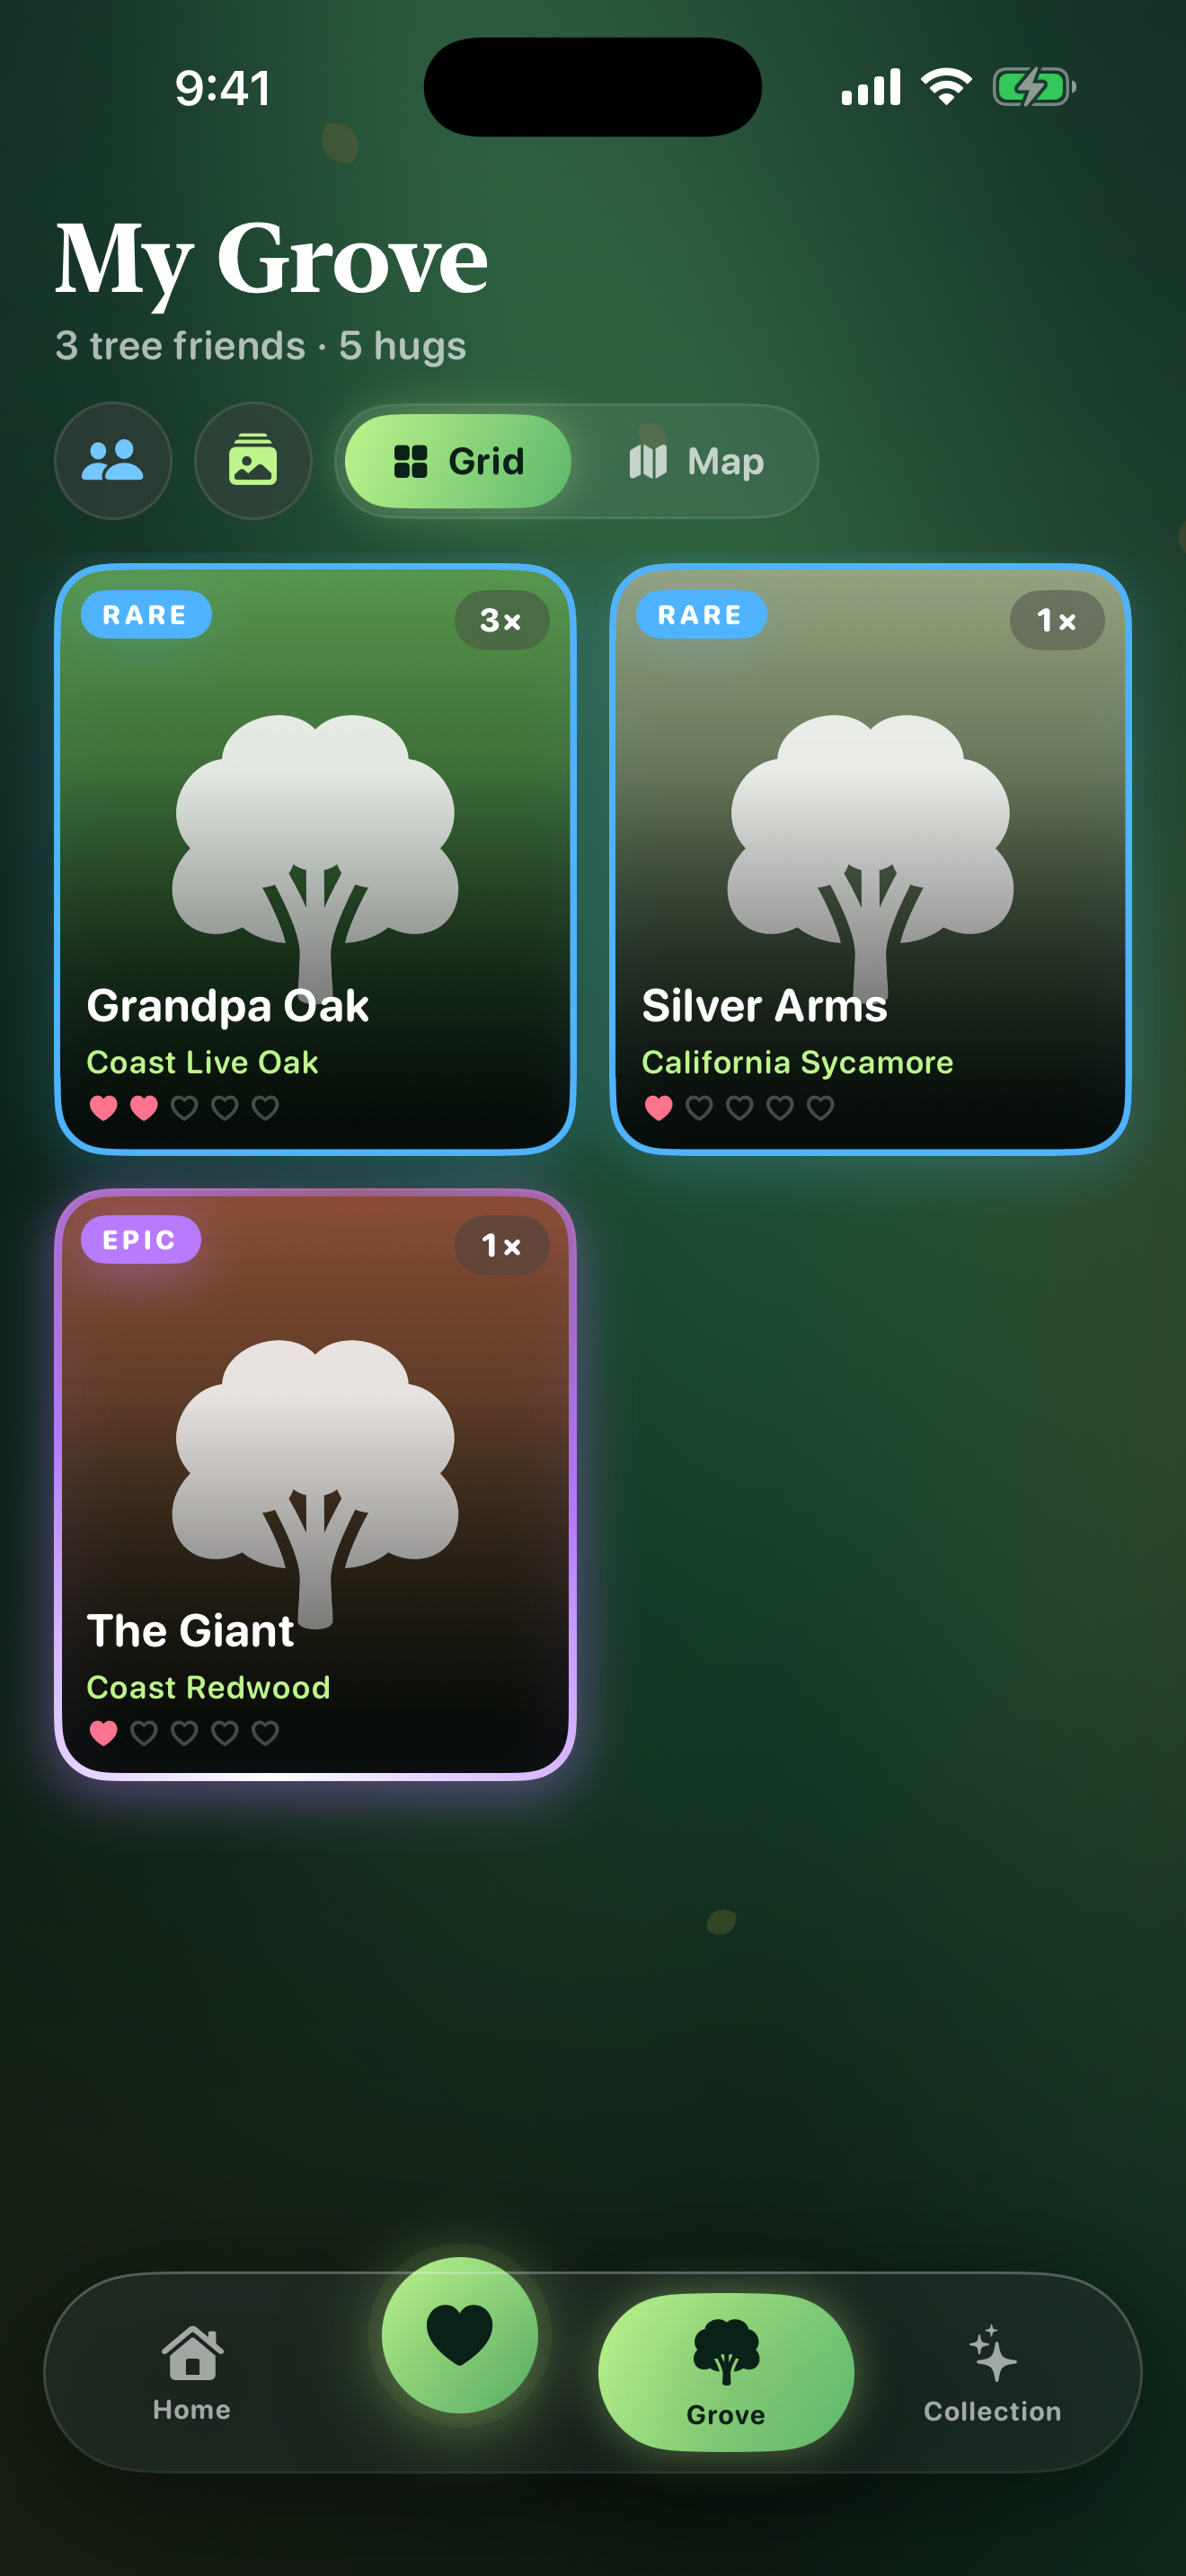 9:41
My Grove
3 tree friends · 5 hugs
Grid
Map
RARE
3×
Grandpa Oak
Coast Live Oak
RARE
1×
Silver Arms
California Sycamore
EPIC
1×
The Giant
Coast Redwood
Home
Grove
Collection